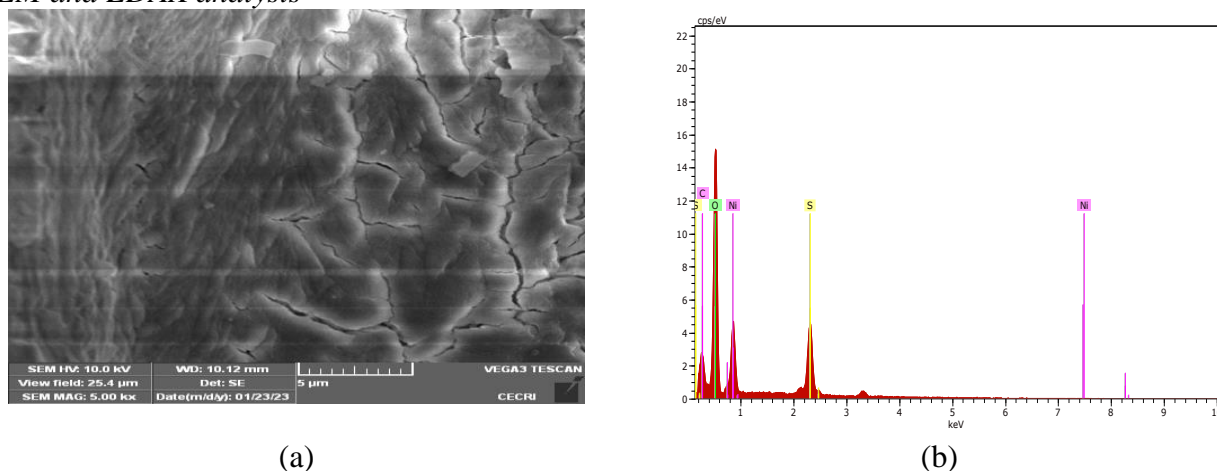 EM and EDAX analysis
SEM HV: 10.0 kV
WD: 10.12 mm
VEGA3 TESCAN
View field: 25.4 µm
Det: SE
5 µm
SEM MAG: 5.00 kx
Date(m/d/y): 01/23/23
CECRI
(a)
cps/eV
22
20
18
16
14
12
10
8
6
4
2
0
S
C
O
Ni
S
Ni
1
2
3
4
5
6
7
8
9
keV
(b)